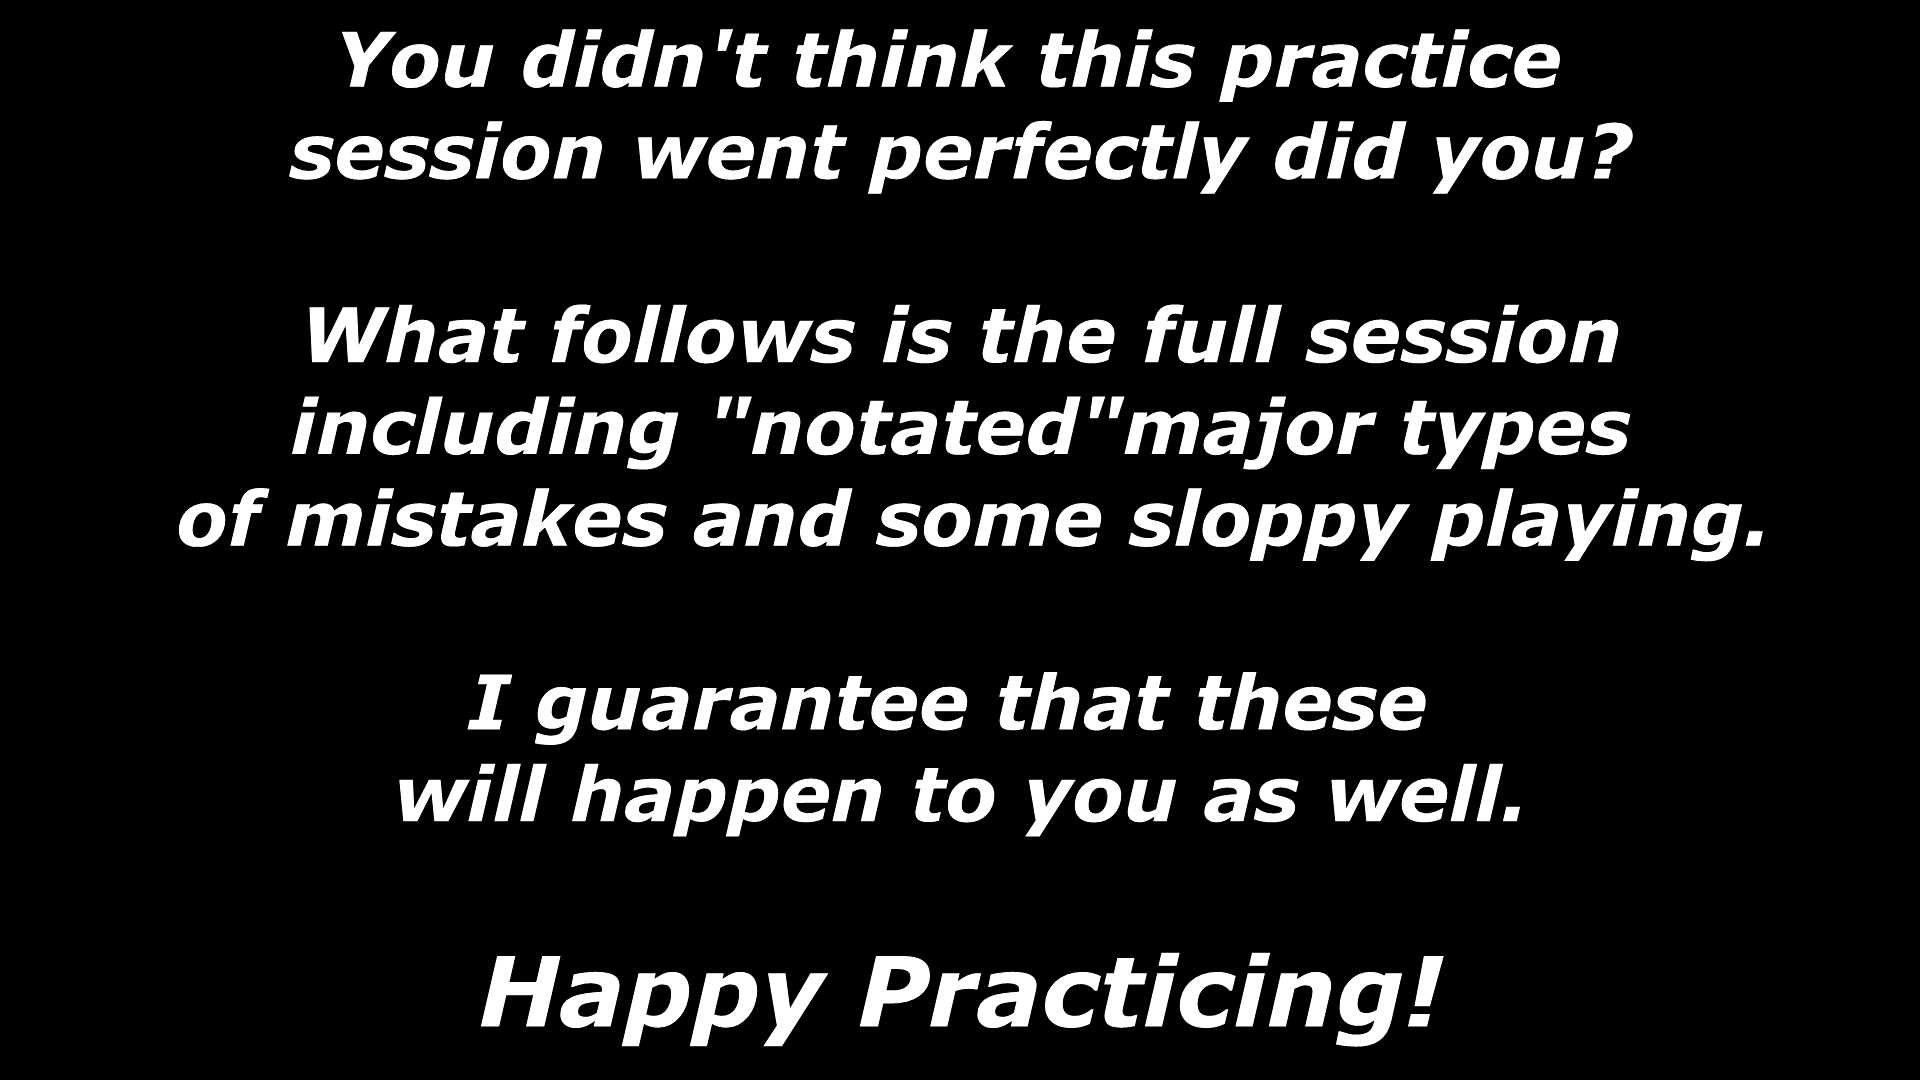 You didn't think this practice
session went perfectly did you?
What follows is the full session
including "notated"major types
of mistakes and some sloppy playing.
I guarantee that these
will happen to you as well.
Happy Practicing!